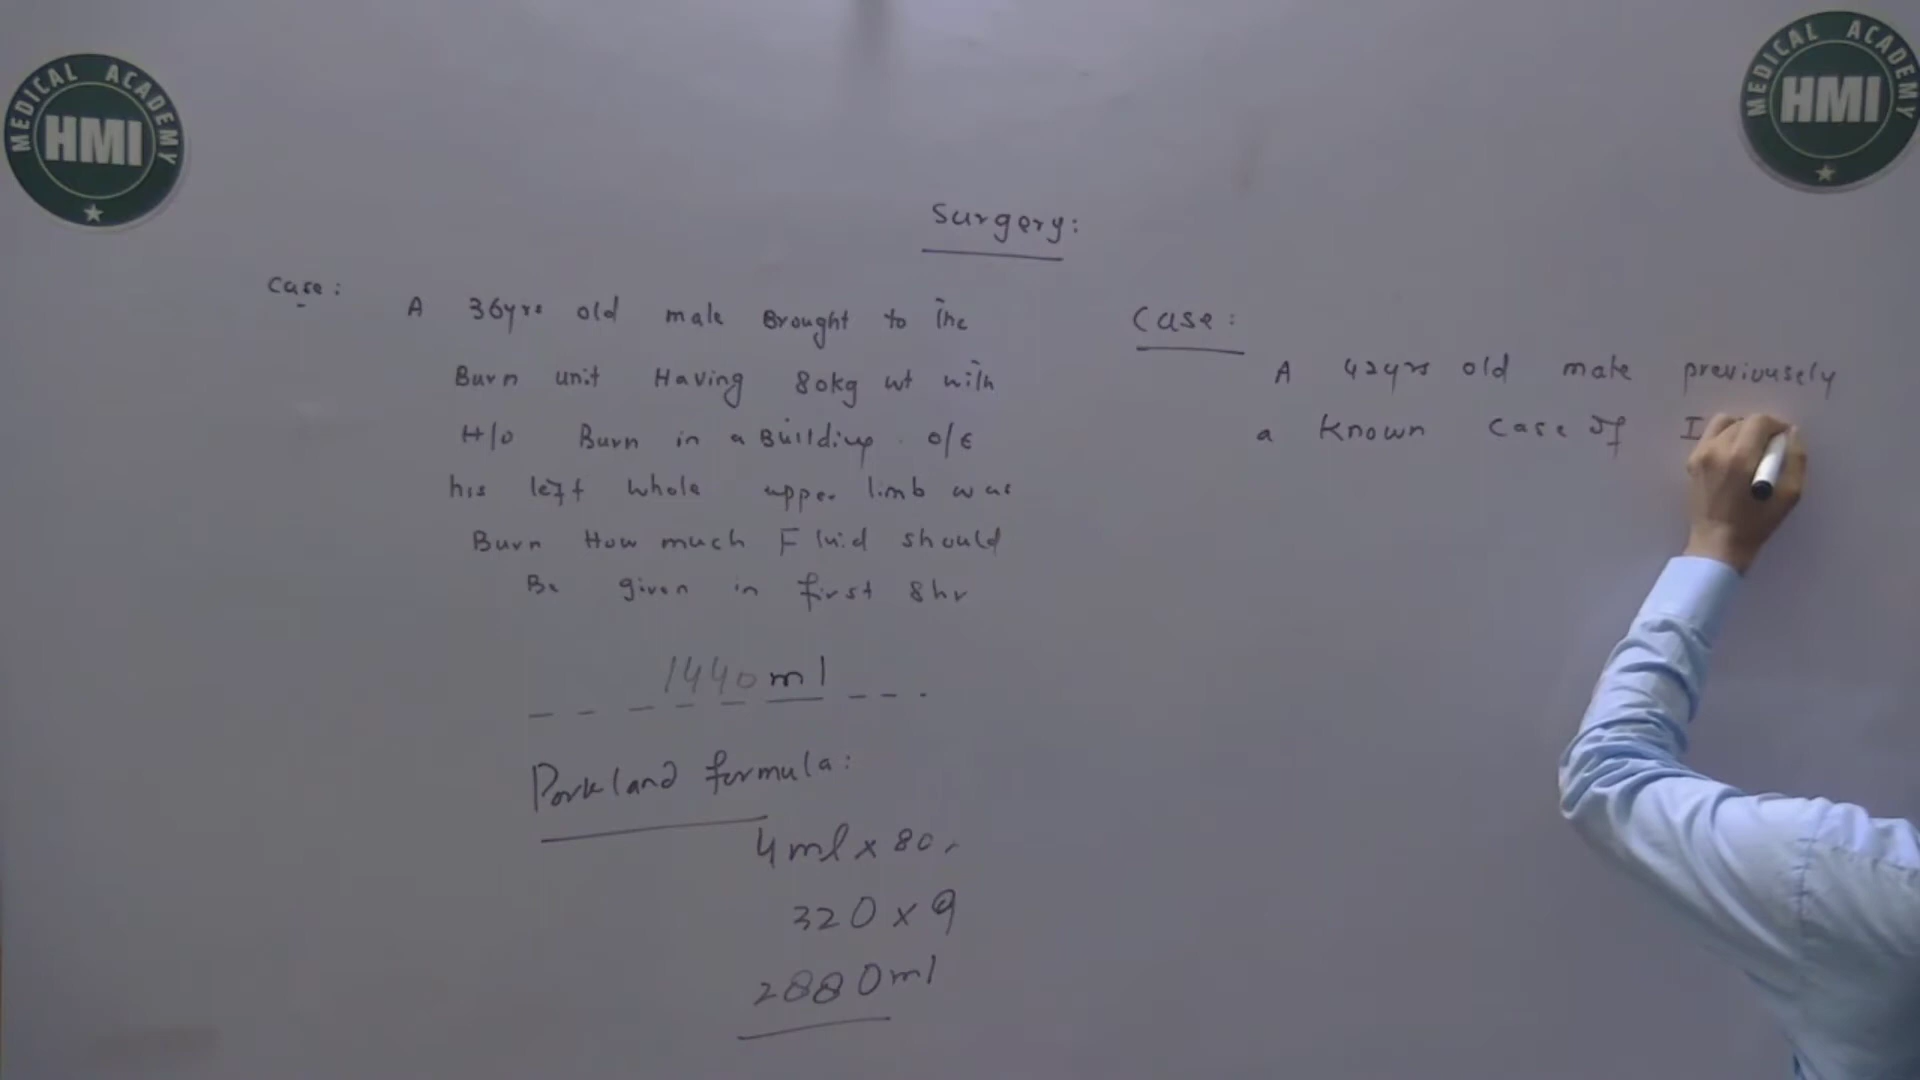 MEDICAL ACADEMY
HMI
MEDICAL ACADEMY
HMI
Surgery:
Case:
A 36yrs old male Brought to the
Burn unit Having 80kg wt with
H/O Burn in a Building. O/E
his left whole upper limb was
Burn How much Fluid should
Be given in first 8hr
1440ml
Parkland formula:
4ml x 80
320 x 9
2880ml
Case:
A 42yrs old male previousely
a Known Case of